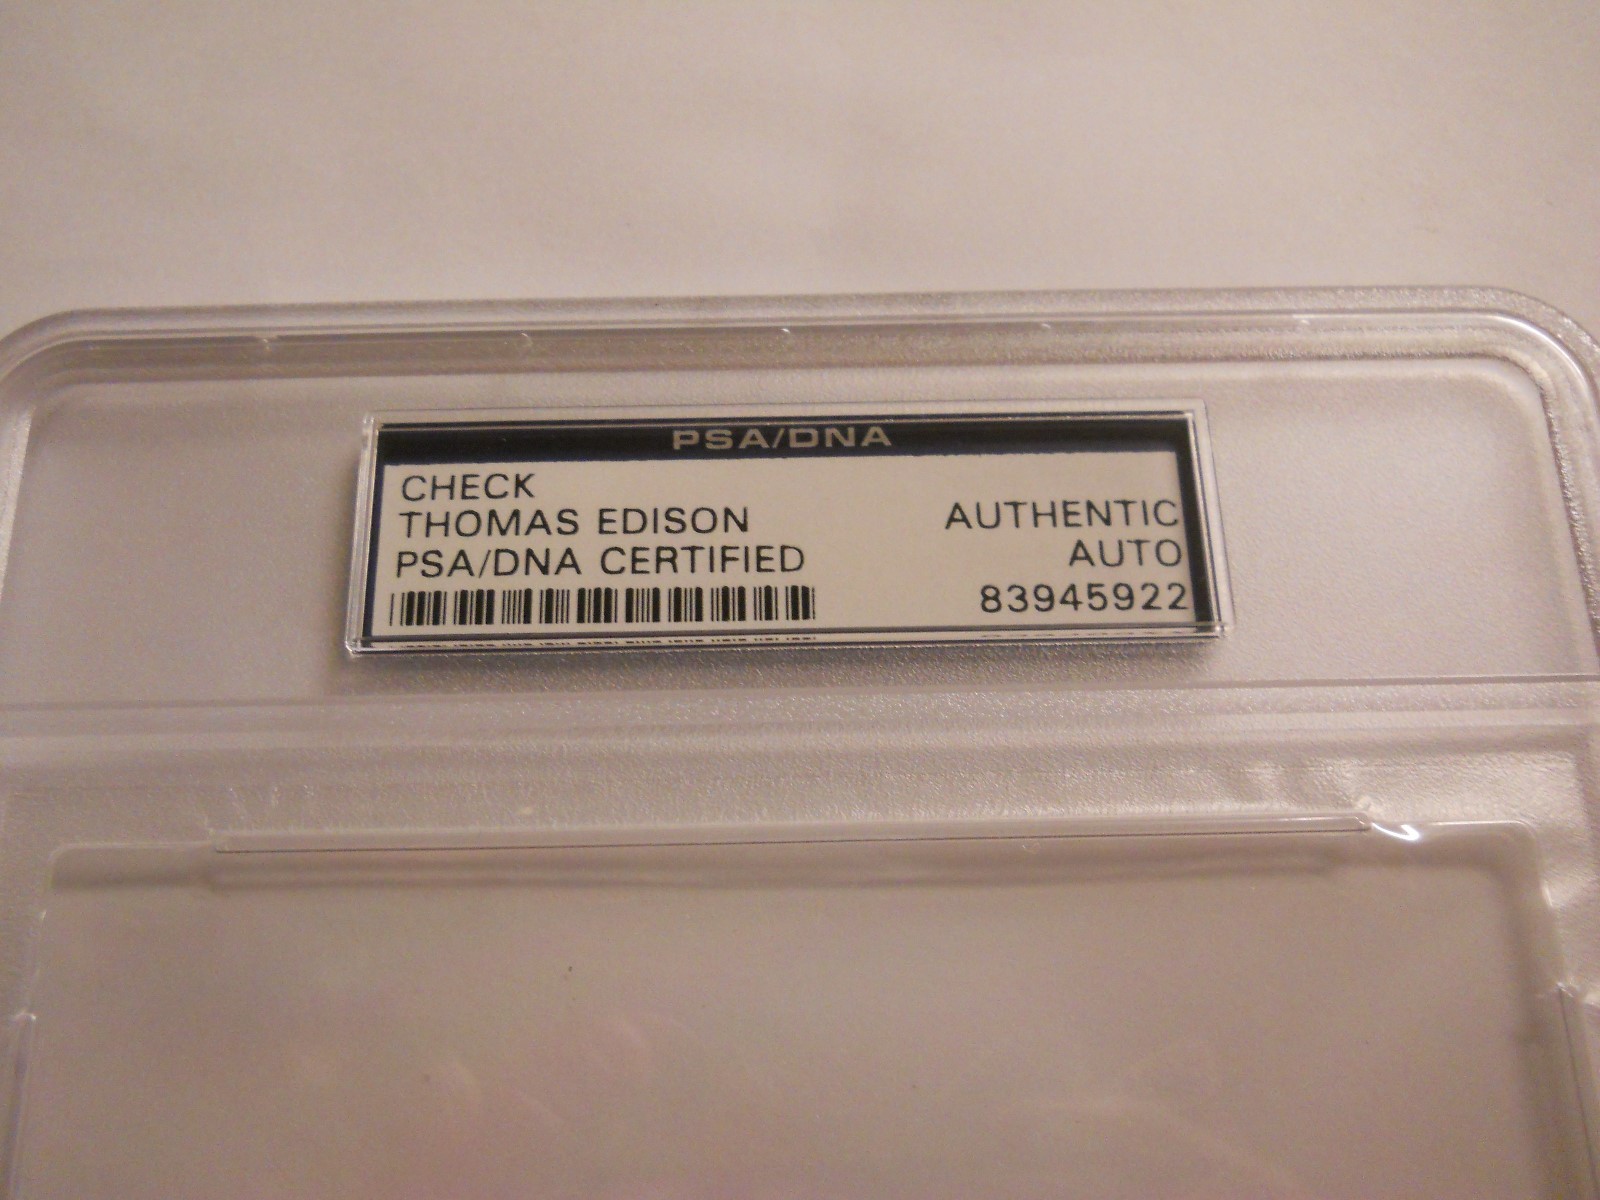 PSA/DNA
CHECK
THOMAS EDISON
PSA/DNA CERTIFIED
AUTHENTIC
AUTO
83945922